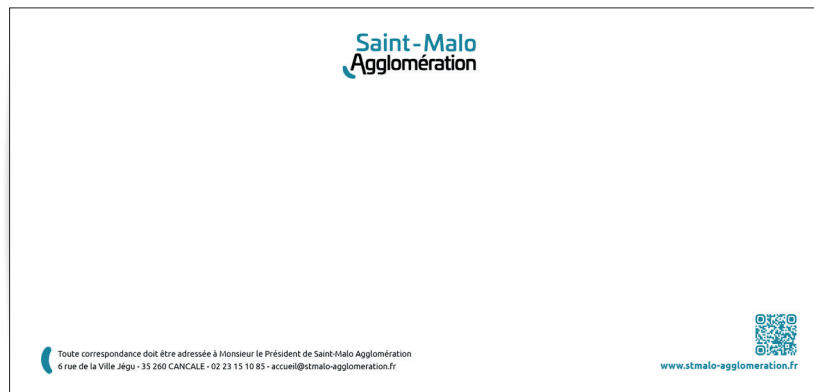 Saint-Malo
Agglomération
Toute correspondance doit être adressée à Monsieur le Président de Saint-Malo Agglomération
6 rue de la Ville Jégu - 35 260 CANCALE - 02 23 15 10 85 - accueil@stmalo-agglomeration.fr
www.stmalo-agglomeration.fr